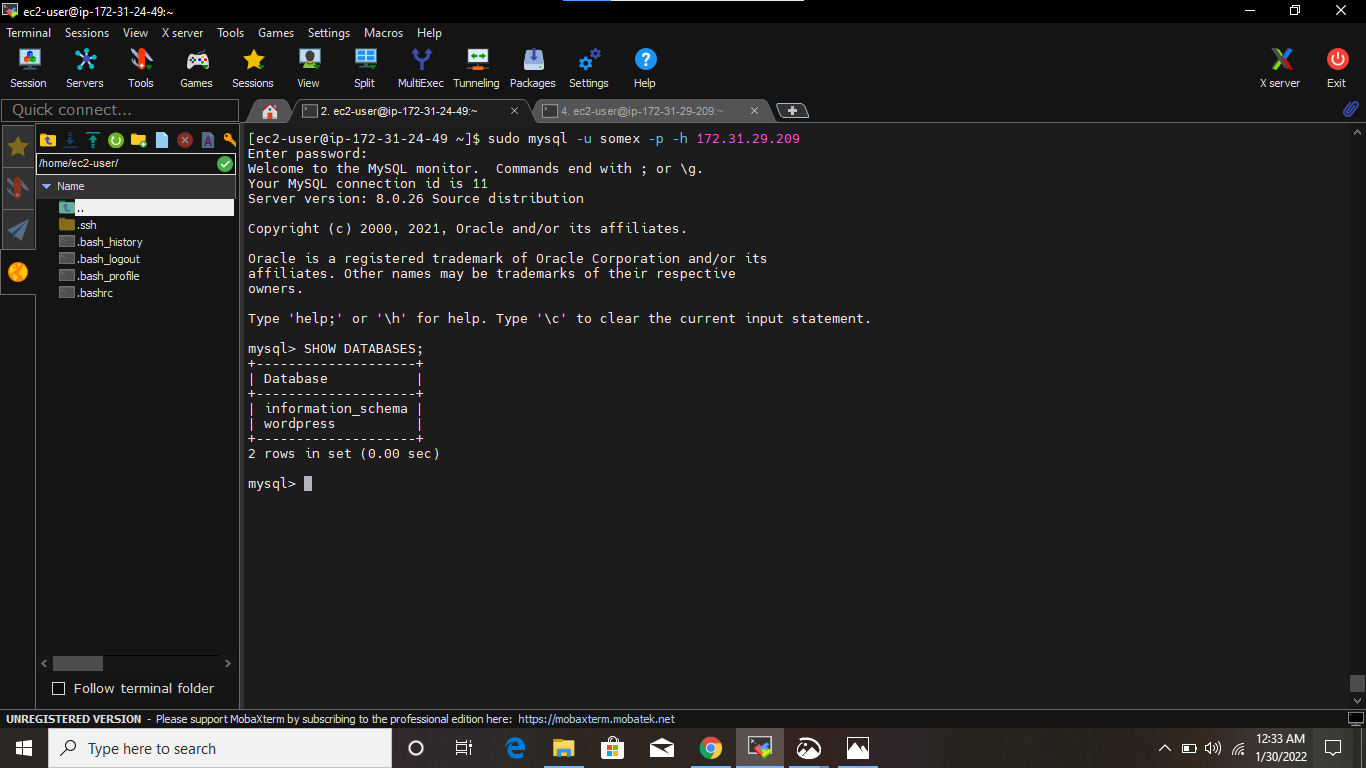 ec2-user@ip-172-31-24-49:~
Terminal Sessions View X server Tools Games Settings Macros Help
Session Servers Tools Games Sessions View Split MultiExec Tunneling Packages Settings Help X server Exit
Quick connect...
2. ec2-user@ip-172-31-24-49:~
4. ec2-user@ip-172-31-29-209:~
/home/ec2-user/
Name
..
.ssh
.bash_history
.bash_logout
.bash_profile
.bashrc
Follow terminal folder
[ec2-user@ip-172-31-24-49 ~]$ sudo mysql -u somex -p -h 172.31.29.209
Enter password:
Welcome to the MySQL monitor.  Commands end with ; or \g.
Your MySQL connection id is 11
Server version: 8.0.26 Source distribution
Copyright (c) 2000, 2021, Oracle and/or its affiliates.
Oracle is a registered trademark of Oracle Corporation and/or its
affiliates. Other names may be trademarks of their respective
owners.
Type 'help;' or '\h' for help. Type '\c' to clear the current input statement.
mysql> SHOW DATABASES;
+--------------------+
| Database           |
+--------------------+
| information_schema |
| wordpress          |
+--------------------+
2 rows in set (0.00 sec)
mysql>
UNREGISTERED VERSION - Please support MobaXterm by subscribing to the professional edition here: https://mobaxterm.mobatek.net
Type here to search
12:33 AM
1/30/2022